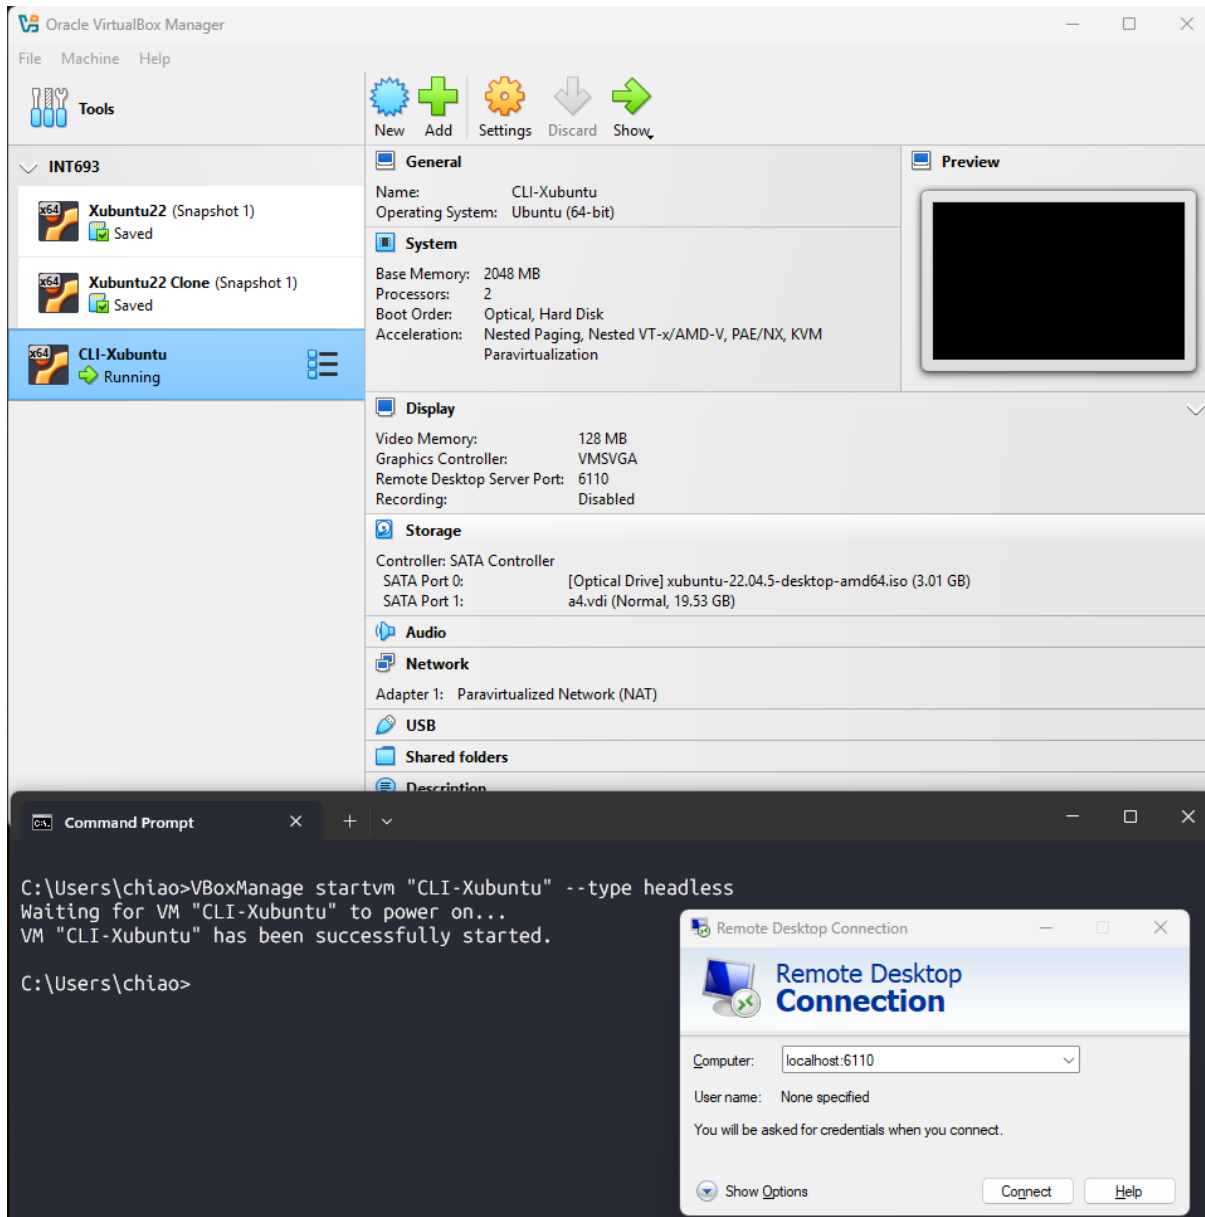 Oracle VirtualBox Manager
File Machine Help
Tools
New Add Settings Discard Show
INT693
x64 Xubuntu22 (Snapshot 1)
Saved
x64 Xubuntu22 Clone (Snapshot 1)
Saved
x64 CLI-Xubuntu
Running
General
Name: CLI-Xubuntu
Operating System: Ubuntu (64-bit)
Preview
System
Base Memory: 2048 MB
Processors: 2
Boot Order: Optical, Hard Disk
Acceleration: Nested Paging, Nested VT-x/AMD-V, PAE/NX, KVM
Paravirtualization
Display
Video Memory: 128 MB
Graphics Controller: VMSVGA
Remote Desktop Server Port: 6110
Recording: Disabled
Storage
Controller: SATA Controller
SATA Port 0: [Optical Drive] xubuntu-22.04.5-desktop-amd64.iso (3.01 GB)
SATA Port 1: a4.vdi (Normal, 19.53 GB)
Audio
Network
Adapter 1: Paravirtualized Network (NAT)
USB
Shared folders
Description
Command Prompt
C:\Users\chiao>VBoxManage startvm "CLI-Xubuntu" --type headless
Waiting for VM "CLI-Xubuntu" to power on...
VM "CLI-Xubuntu" has been successfully started.
C:\Users\chiao>
Remote Desktop Connection
Remote Desktop
Connection
Computer: localhost:6110
User name: None specified
You will be asked for credentials when you connect.
Show Options Connect Help